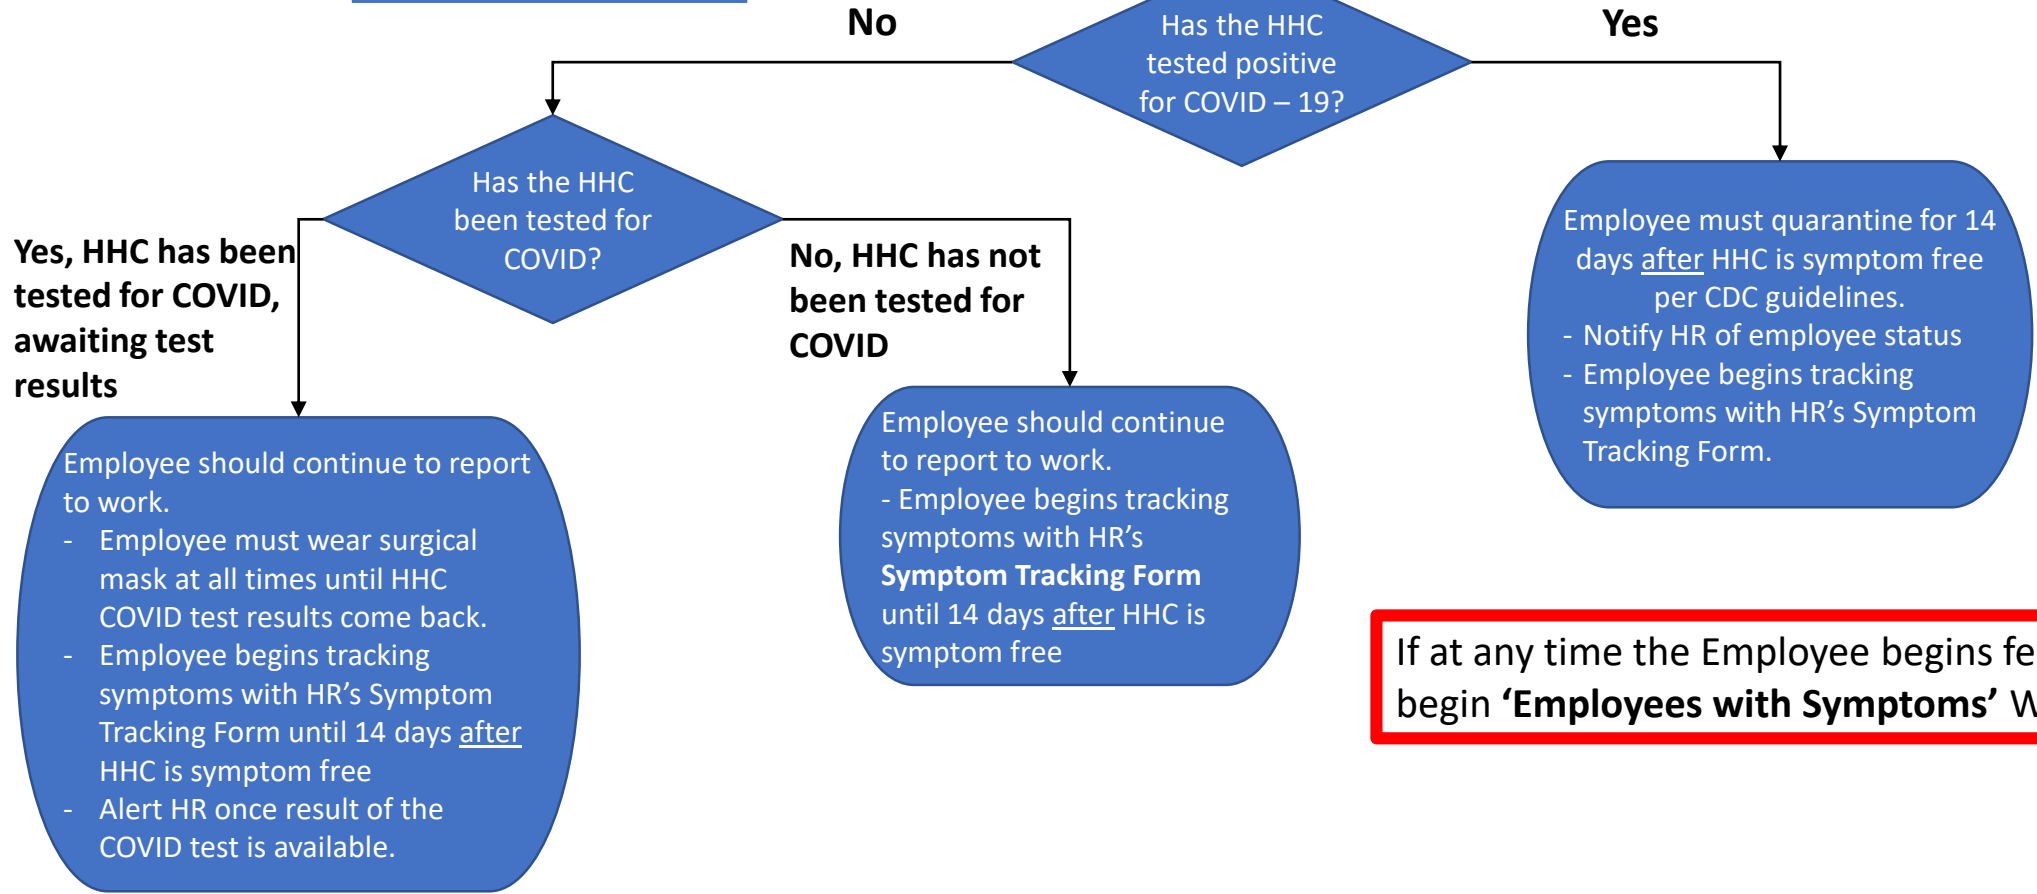 No
Has the HHC
tested positive
for COVID – 19?
Yes
Has the HHC
been tested for
COVID?
Yes, HHC has been
tested for COVID,
awaiting test
results
No, HHC has not
been tested for
COVID
Employee must quarantine for 14
days after HHC is symptom free
per CDC guidelines.
- Notify HR of employee status
- Employee begins tracking
symptoms with HR’s Symptom
Tracking Form.
Employee should continue to report
to work.
- Employee must wear surgical
mask at all times until HHC
COVID test results come back.
- Employee begins tracking
symptoms with HR’s Symptom
Tracking Form until 14 days after
HHC is symptom free
- Alert HR once result of the
COVID test is available.
Employee should continue
to report to work.
- Employee begins tracking
symptoms with HR’s
Symptom Tracking Form
until 14 days after HHC is
symptom free
If at any time the Employee begins
begin ‘Employees with Symptoms’